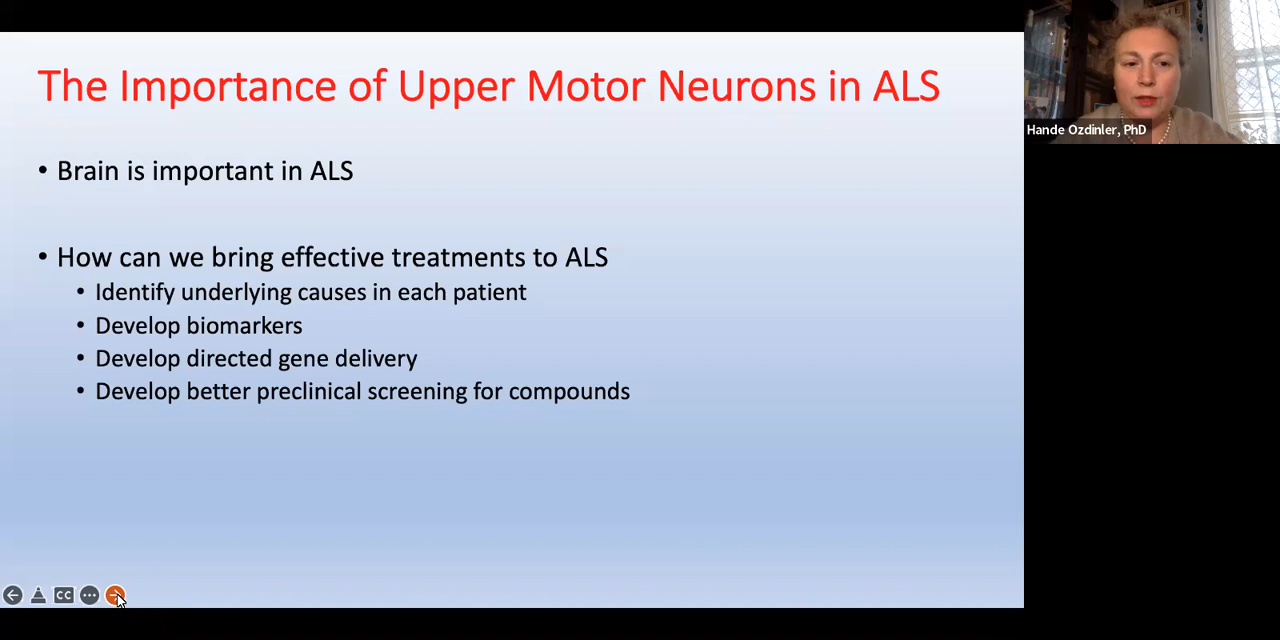 The Importance of Upper Motor Neurons in ALS
• Brain is important in ALS
• How can we bring effective treatments to ALS
• Identify underlying causes in each patient
• Develop biomarkers
• Develop directed gene delivery
• Develop better preclinical screening for compounds
CC
Hande Ozdinler, PhD